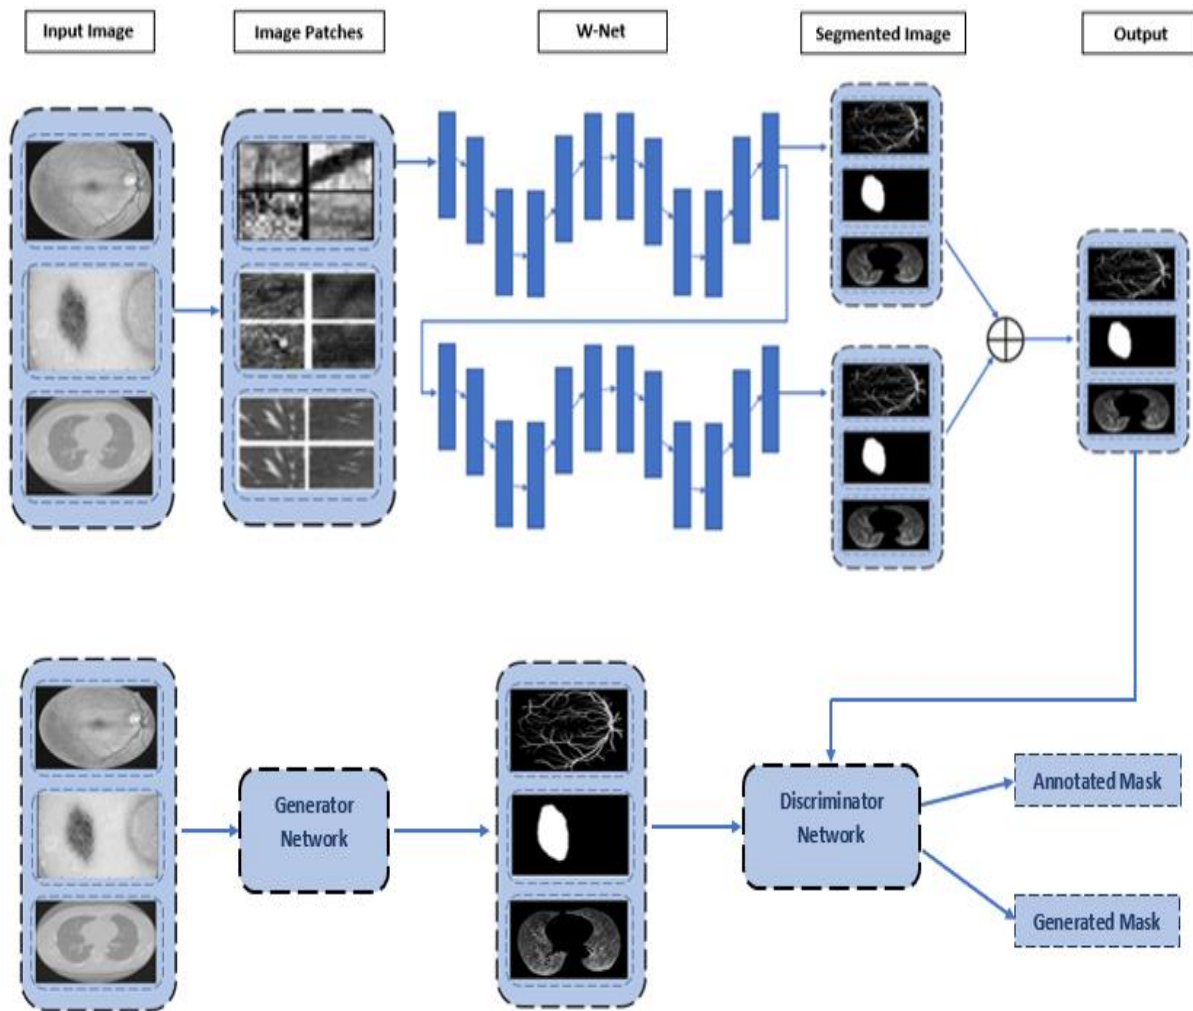 Input Image
Image Patches
W-Net
Segmented Image
Output
Generator
Network
Discriminator
Network
Annotated Mask
Generated Mask